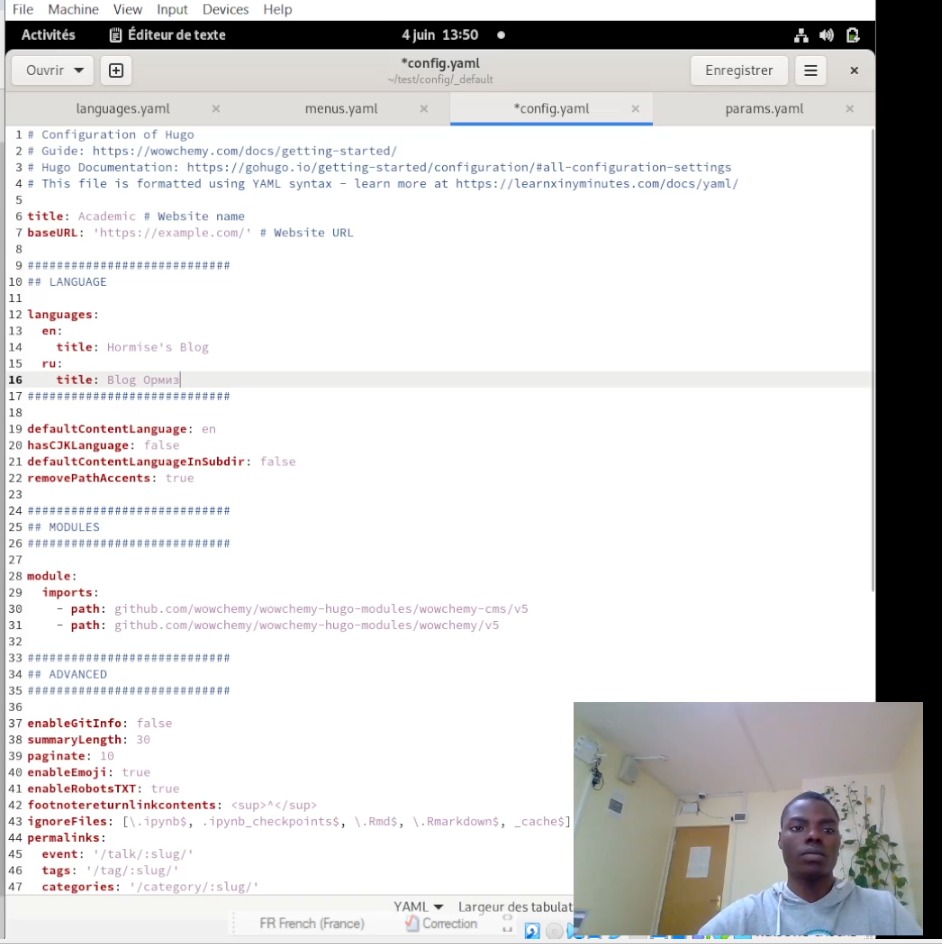 File Machine View Input Devices Help
Activités Éditeur de texte 4 juin 13:50
Ouvrir *config.yaml Enregistrer
~/test/config/_default
languages.yaml × menus.yaml × *config.yaml × params.yaml ×
1 # Configuration of Hugo
2 # Guide: https://wowchemy.com/docs/getting-started/
3 # Hugo Documentation: https://gohugo.io/getting-started/configuration/#all-configuration-settings
4 # This file is formatted using YAML syntax - learn more at https://learnxinyminutes.com/docs/yaml/
5
6 title: Academic # Website name
7 baseURL: 'https://example.com/' # Website URL
8
9 ############################
10 ## LANGUAGE
11
12 languages:
13 en:
14 title: Hormise's Blog
15 ru:
16 title: Blog Ормиз
17 ############################
18
19 defaultContentLanguage: en
20 hasCJKLanguage: false
21 defaultContentLanguageInSubdir: false
22 removePathAccents: true
23
24 ############################
25 ## MODULES
26 ############################
27
28 module:
29 imports:
30 - path: github.com/wowchemy/wowchemy-hugo-modules/wowchemy-cms/v5
31 - path: github.com/wowchemy/wowchemy-hugo-modules/wowchemy/v5
32
33 ############################
34 ## ADVANCED
35 ############################
36
37 enableGitInfo: false
38 summaryLength: 30
39 paginate: 10
40 enableEmoji: true
41 enableRobotsTXT: true
42 footnotereturnlinkcontents: <sup>^</sup>
43 ignoreFiles: [\.ipynb$, .ipynb_checkpoints$, \.Rmd$, \.Rmarkdown$, _cache$]
44 permalinks:
45 event: '/talk/:slug/'
46 tags: '/tag/:slug/'
47 categories: '/category/:slug/'
YAML Largeur des tabulat
FR French (France) Correction